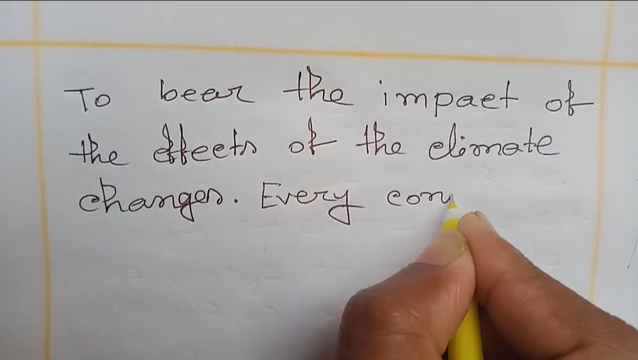 To bear the impact of
the effects of the climate
changes. Every con